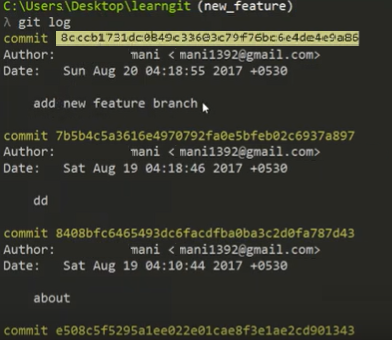 C:\Users\Desktop\learngit (new_feature)
λ git log
commit 8cccb1731dc0849c33603c79f76bc6e4de4e9a86
Author: mani < mani1392@gmail.com>
Date: Sun Aug 20 04:18:55 2017 +0530
add new feature branch
commit 7b5b4c5a3616e4970792fa0e5bfeb02c6937a897
Author: mani < mani1392@gmail.com>
Date: Sat Aug 19 04:18:46 2017 +0530
dd
commit 8408bfc6465493dc6facdfba0ba3c2d0fa787d43
Author: mani < mani1392@gmail.com>
Date: Sat Aug 19 04:10:44 2017 +0530
about
commit e508c5f5295a1ee022e01cae8f3e1ae2cd901343